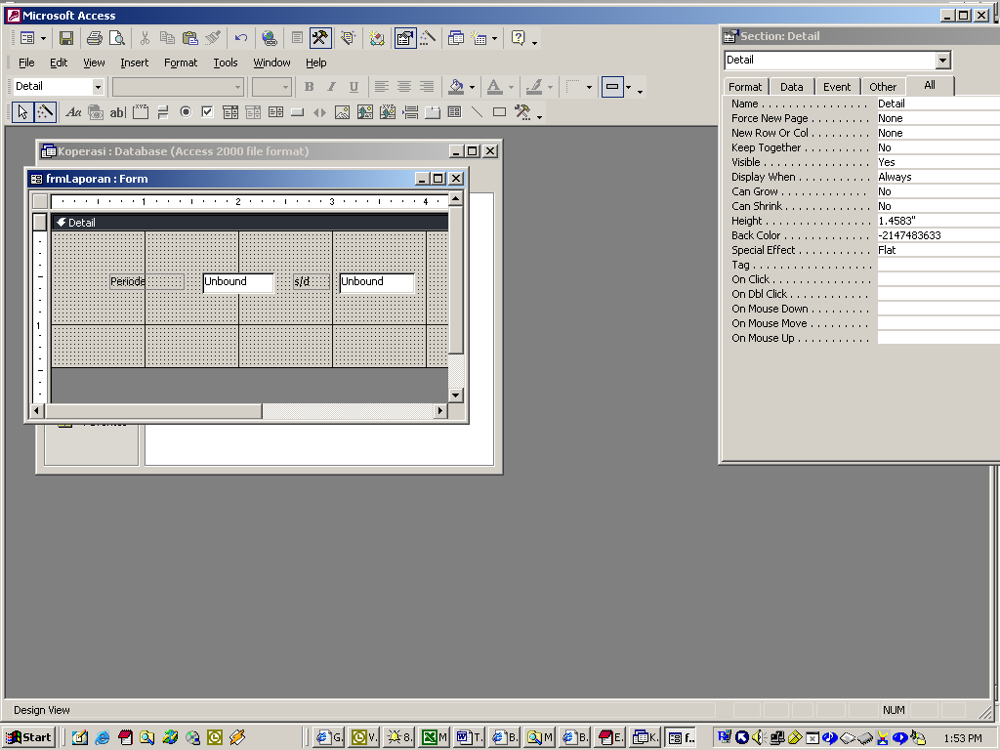 Microsoft Access
Section: Detail
File Edit View Insert Format Tools Window Help
Detail
Detail
Format Data Event Other All
Aa ab|
B I U
A
XYZ
Koperasi : Database (Access 2000 file format)
frmLaporan : Form
1 2 3 4
Detail
Periode Unbound s/d Unbound
1
Name Detail
Force New Page None
New Row Or Col None
Keep Together No
Visible Yes
Display When Always
Can Grow No
Can Shrink No
Height 1.4583"
Back Color -2147483633
Special Effect Flat
Tag
On Click
On Dbl Click
On Mouse Down
On Mouse Move
On Mouse Up
Design View NUM
Start G. V. 8. M T. B. M B. E. K. f.. 1:53 PM